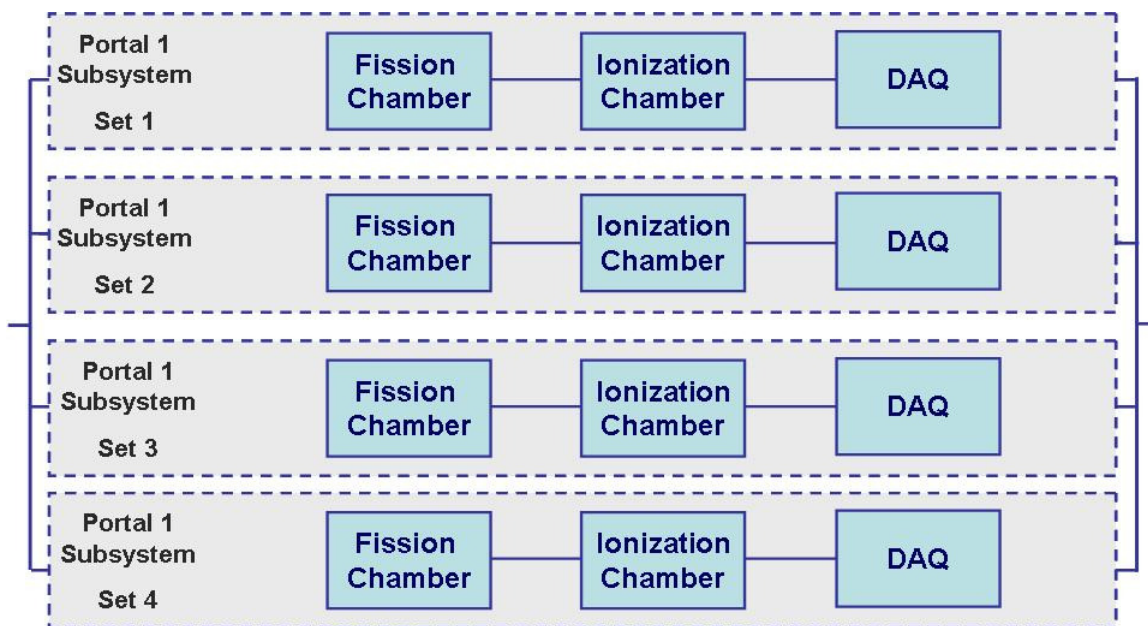 Portal 1
Subsystem
Set 1
Fission
Chamber
Ionization
Chamber
DAQ
Portal 1
Subsystem
Set 2
Fission
Chamber
Ionization
Chamber
DAQ
Portal 1
Subsystem
Set 3
Fission
Chamber
Ionization
Chamber
DAQ
Portal 1
Subsystem
Set 4
Fission
Chamber
Ionization
Chamber
DAQ